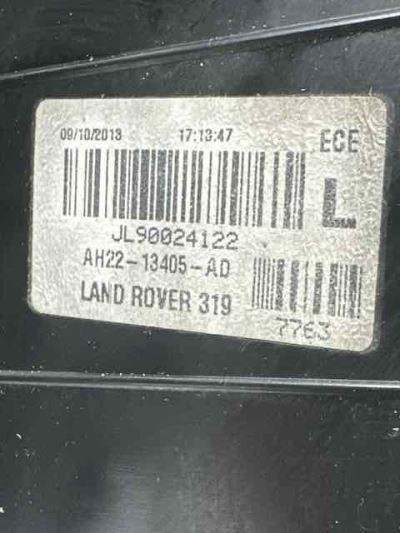 09/10/2013 17:13:47 ECE
L
JL90024122
AH22-13405-AD
LAND ROVER 319
7763